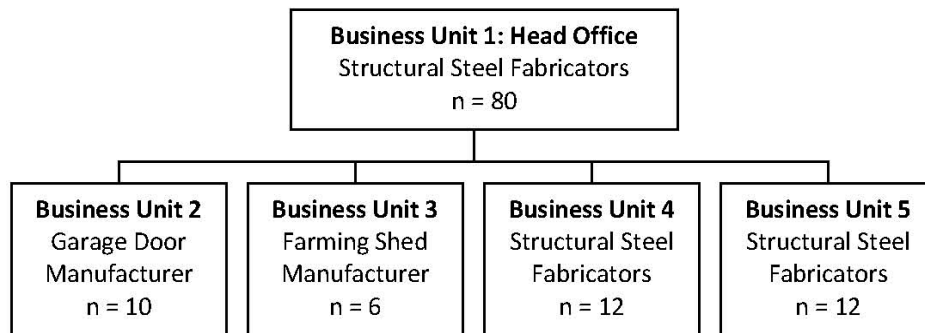 Business Unit 1: Head Office
Structural Steel Fabricators
n = 80
Business Unit 2
Garage Door
Manufacturer
n = 10
Business Unit 3
Farming Shed
Manufacturer
n = 6
Business Unit 4
Structural Steel
Fabricators
n = 12
Business Unit 5
Structural Steel
Fabricators
n = 12